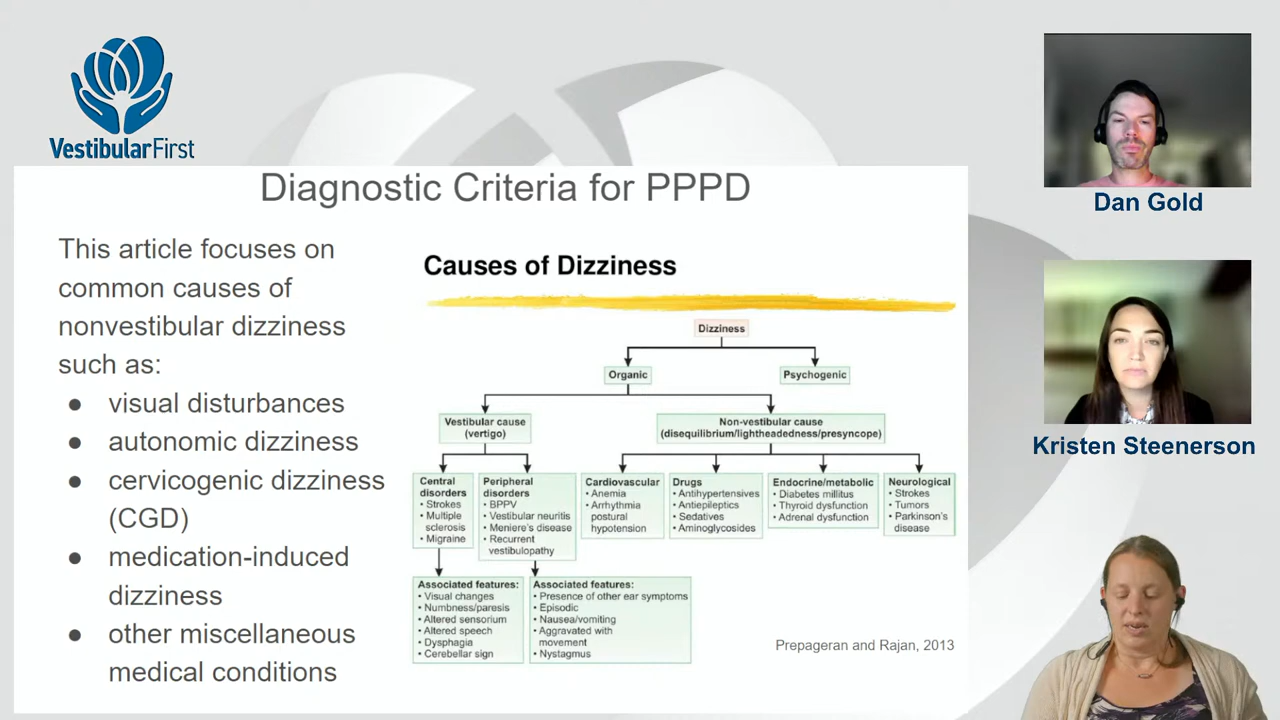 VestibularFirst
Diagnostic Criteria for PPPD
This article focuses on
common causes of
nonvestibular dizziness
such as:
● visual disturbances
● autonomic dizziness
● cervicogenic dizziness
(CGD)
● medication-induced
dizziness
● other miscellaneous
medical conditions
Causes of Dizziness
Dizziness
Organic
Psychogenic
Vestibular cause
(vertigo)
Non-vestibular cause
(disequilibrium/lightheadedness/presyncope)
Central
disorders
• Strokes
• Multiple
sclerosis
• Migraine
Peripheral
disorders
• BPPV
• Vestibular neuritis
• Meniere's disease
• Recurrent
vestibulopathy
Cardiovascular
• Anemia
• Arrhythmia
postural
hypotension
Drugs
• Antihypertensives
• Antiepileptics
• Sedatives
• Aminoglycosides
Endocrine/metabolic
• Diabetes millitus
• Thyroid dysfunction
• Adrenal dysfunction
Neurological
• Strokes
• Tumors
• Parkinson's
disease
Associated features:
• Visual changes
• Numbness/paresis
• Altered sensorium
• Altered speech
• Dysphagia
• Cerebellar sign
Associated features:
• Presence of other ear symptoms
• Episodic
• Nausea/vomiting
• Aggravated with
movement
• Nystagmus
Prepageran and Rajan, 2013
Dan Gold
Kristen Steenerson